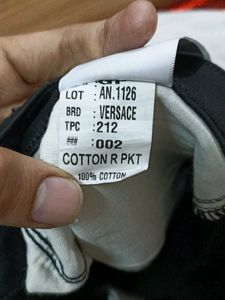 LOT : AN.1126
BRD : VERSACE
TPC : 212
### : 002
COTTON R PKT
100% COTTON